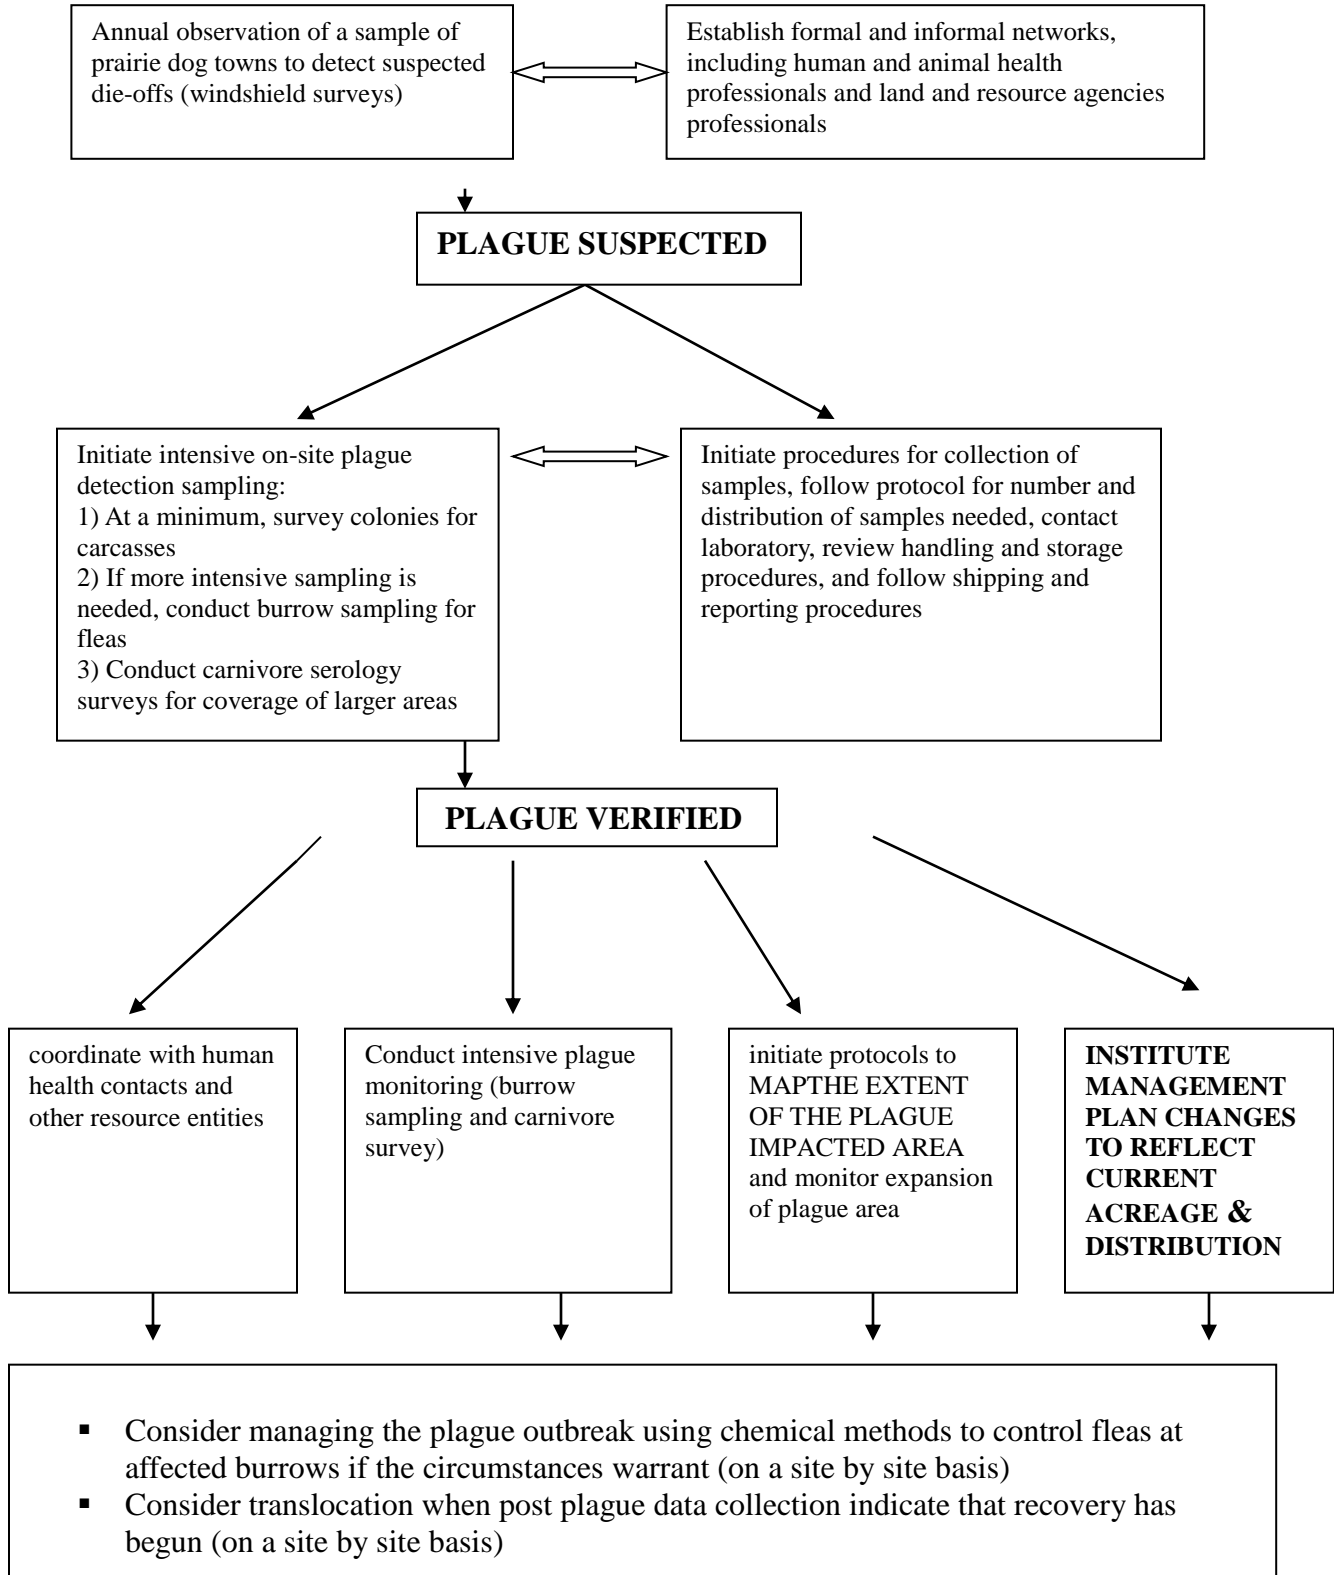 Annual observation of a sample of
prairie dog towns to detect suspected
die-offs (windshield surveys)
Establish formal and informal networks,
including human and animal health
professionals and land and resource agencies
professionals
PLAGUE SUSPECTED
Initiate intensive on-site plague
detection sampling:
1) At a minimum, survey colonies for
carcasses
2) If more intensive sampling is
needed, conduct burrow sampling for
fleas
3) Conduct carnivore serology
surveys for coverage of larger areas
Initiate procedures for collection of
samples, follow protocol for number and
distribution of samples needed, contact
laboratory, review handling and storage
procedures, and follow shipping and
reporting procedures
PLAGUE VERIFIED
coordinate with human
health contacts and
other resource entities
Conduct intensive plague
monitoring (burrow
sampling and carnivore
survey)
initiate protocols to
MAPTHE EXTENT
OF THE PLAGUE
IMPACTED AREA
and monitor expansion
of plague area
INSTITUTE
MANAGEMENT
PLAN CHANGES
TO REFLECT
CURRENT
ACREAGE &
DISTRIBUTION
▪ Consider managing the plague outbreak using chemical methods to control fleas at
affected burrows if the circumstances warrant (on a site by site basis)
▪ Consider translocation when post plague data collection indicate that recovery has
begun (on a site by site basis)